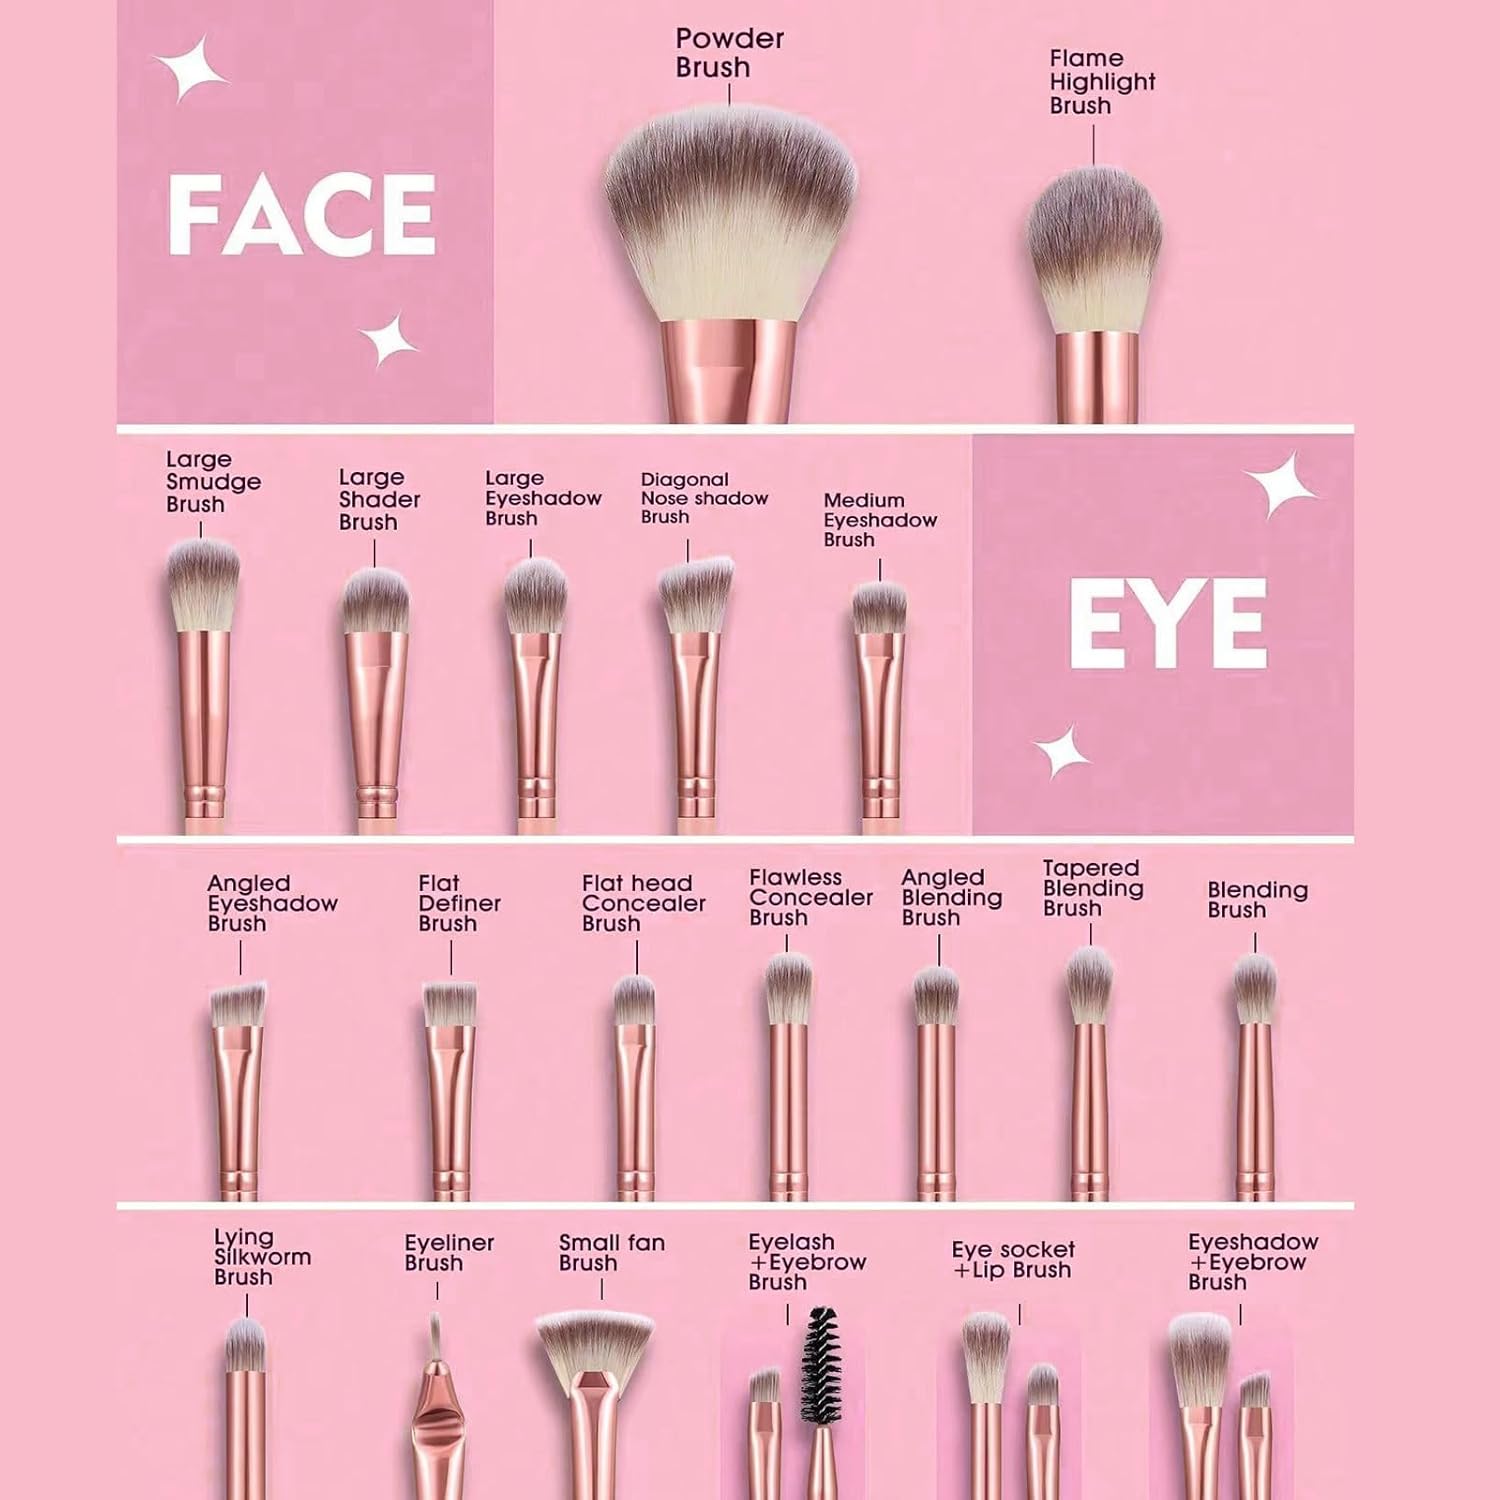 FACE
Powder
Brush
Flame
Highlight
Brush
Large
Smudge
Brush
Large
Shader
Brush
Large
Eyeshadow
Brush
Diagonal
Nose shadow
Brush
Medium
Eyeshadow
Brush
EYE
Angled
Eyeshadow
Brush
Flat
Definer
Brush
Flat head
Concealer
Brush
Flawless
Concealer
Brush
Angled
Blending
Brush
Tapered
Blending
Brush
Blending
Brush
Lying
Silkworm
Brush
Eyeliner
Brush
Small fan
Brush
Eyelash
+Eyebrow
Brush
Eye socket
+Lip Brush
Eyeshadow
+Eyebrow
Brush